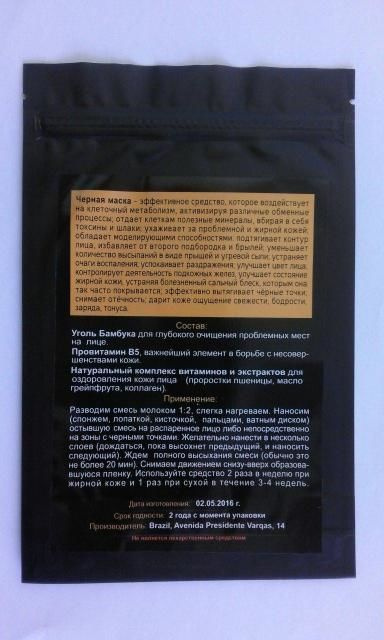 Черная маска - эффективное средство, которое воздействует
на клеточный метаболизм, активизируя различные обменные
процессы; отдает клеткам полезные минералы, вбирая в себя
токсины и шлаки; ухаживает за проблемной и жирной кожей;
обладает моделирующими способностями: подтягивает контур
лица, избавляет от второго подбородка и брылей; уменьшает
количество высыпаний в виде прыщей и угревой сыпи; устраняет
очаги воспаления; успокаивает раздражения; улучшает цвет лица,
контролирует деятельность подкожных желез, улучшает состояние
жирной кожи, устраняя болезненный сальный блеск, которым она
так часто покрывается; эффективно вытягивает чёрные точки;
снимает отёчность; дарит коже ощущение свежести, бодрости,
заряда, тонуса.
Состав:
Уголь Бамбука для глубокого очищения проблемных мест
на лице.
Провитамин В5, важнейший элемент в борьбе с несовер-
шенствами кожи.
Натуральный комплекс витаминов и экстрактов для
оздоровления кожи лица (проростки пшеницы, масло
грейпфрута, коллаген).
Применение:
Разводим смесь молоком 1:2, слегка нагреваем. Наносим
(спонжем, лопаткой, кисточкой, пальцами, ватным диском)
остывшую смесь на распаренное лицо либо непосредственно
на зоны с черными точками. Желательно нанести в несколько
слоев (дождаться, пока высохнет предыдущий, и наносить
следующий). Ждем полного высыхания смеси (обычно это
не более 20 мин). Снимаем движением снизу-вверх образова-
вшуюся пленку. Используйте средство 2 раза в неделю при
жирной коже и 1 раз при сухой в течение 3-4 недель.
Дата изготовления: 02.05.2016 г.
Срок годности: 2 года с момента упаковки
Производитель: Brazil, Avenida Presidente Vargas, 14
Не является лекарственным средством